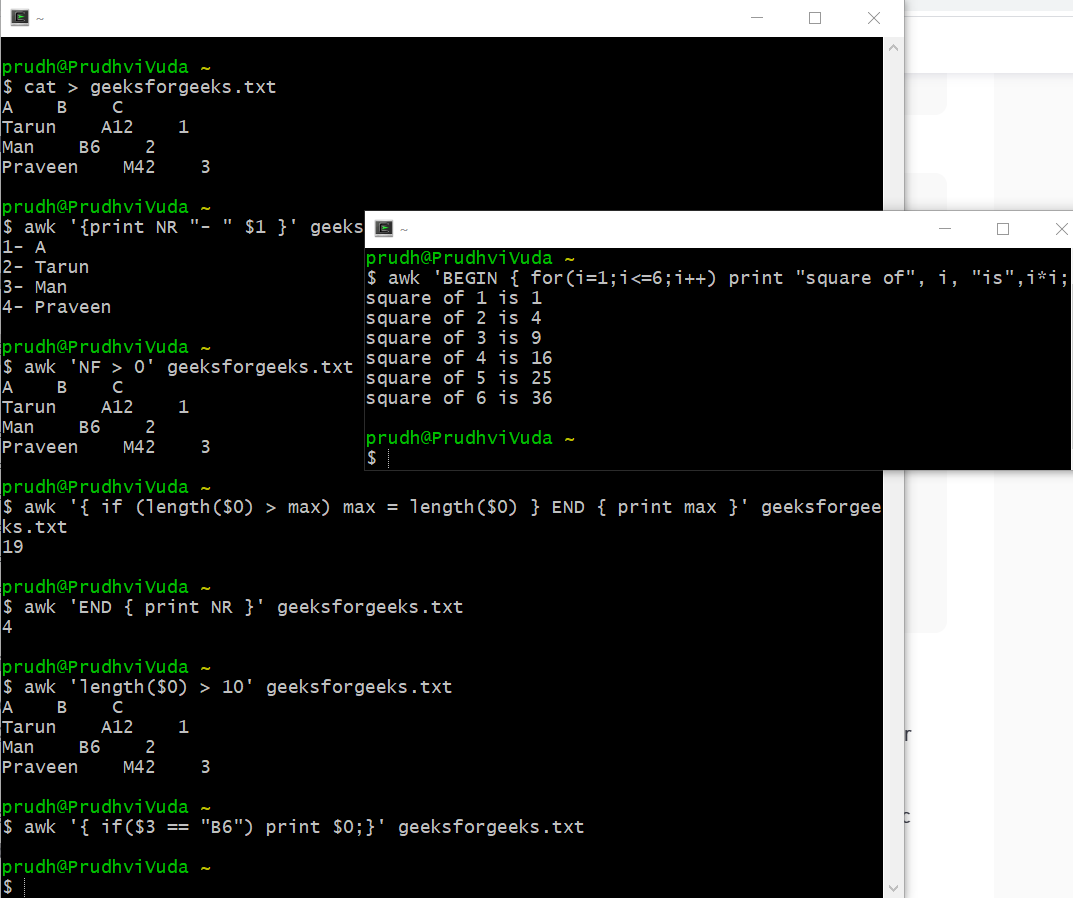 ~
prudh@PrudhviVuda ~
$ cat > geeksforgeeks.txt
A    B    C
Tarun    A12    1
Man    B6    2
Praveen    M42    3
prudh@PrudhviVuda ~
$ awk '{print NR "- " $1 }' geeks
1- A
2- Tarun
3- Man
4- Praveen
prudh@PrudhviVuda ~
$ awk 'NF > 0' geeksforgeeks.txt
A    B    C
Tarun    A12    1
Man    B6    2
Praveen    M42    3
prudh@PrudhviVuda ~
$ awk '{ if (length($0) > max) max = length($0) } END { print max }' geeksforgee
ks.txt
19
prudh@PrudhviVuda ~
$ awk 'END { print NR }' geeksforgeeks.txt
4
prudh@PrudhviVuda ~
$ awk 'length($0) > 10' geeksforgeeks.txt
A    B    C
Tarun    A12    1
Man    B6    2
Praveen    M42    3
prudh@PrudhviVuda ~
$ awk '{ if($3 == "B6") print $0;}' geeksforgeeks.txt
prudh@PrudhviVuda ~
$
~
prudh@PrudhviVuda ~
$ awk 'BEGIN { for(i=1;i<=6;i++) print "square of", i, "is",i*i;
square of 1 is 1
square of 2 is 4
square of 3 is 9
square of 4 is 16
square of 5 is 25
square of 6 is 36
prudh@PrudhviVuda ~
$
r
c